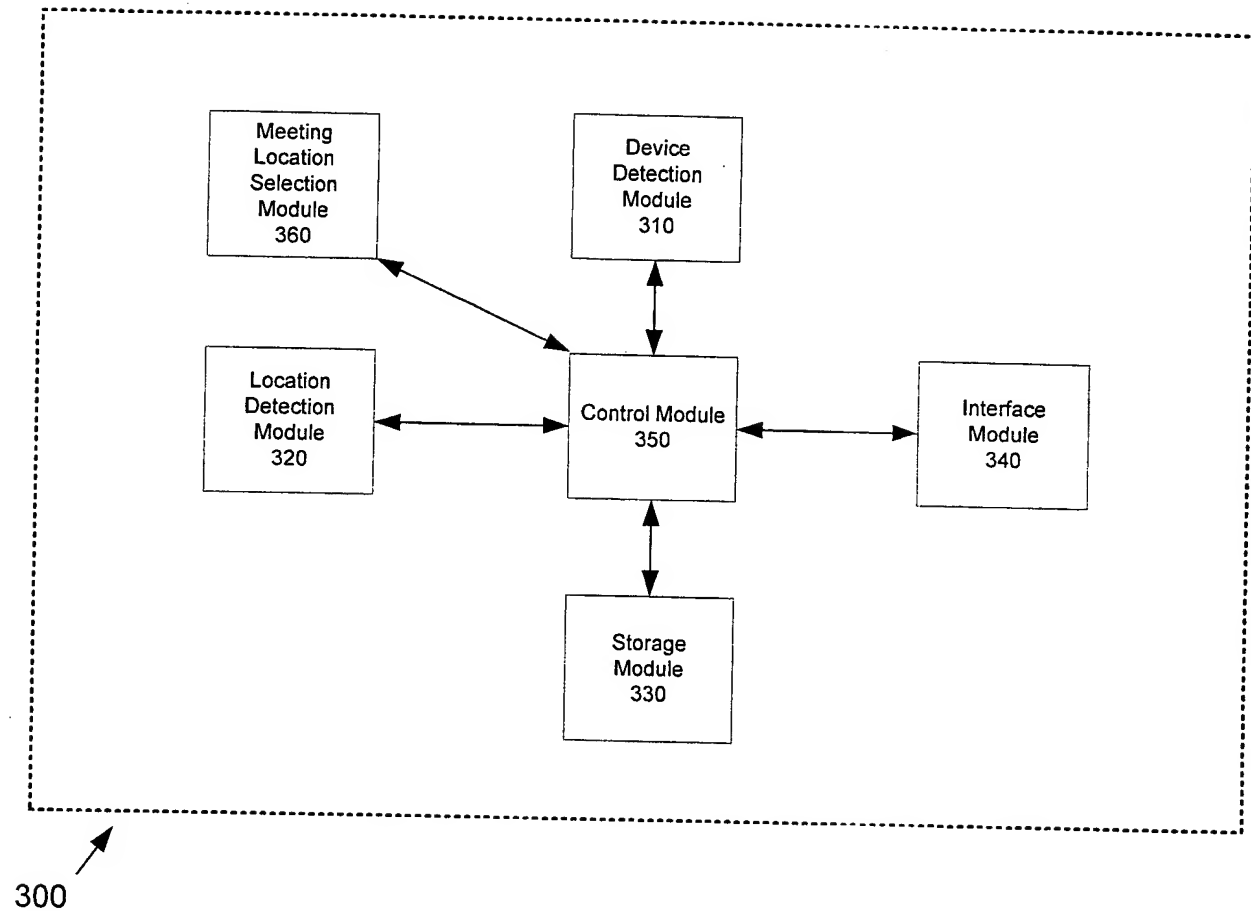 Meeting
Location
Selection
Module
360
Device
Detection
Module
310
Location
Detection
Module
320
Control Module
350
Interface
Module
340
Storage
Module
330
300